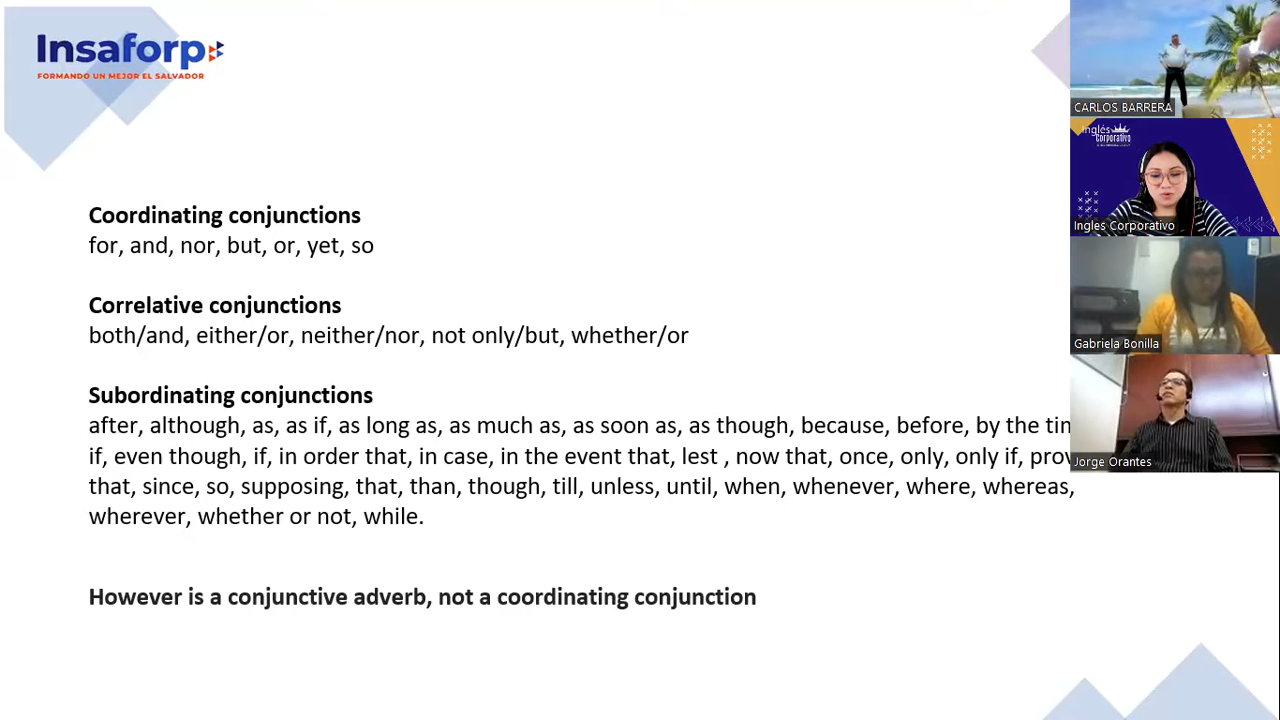 Insaforp
FORMANDO UN MEJOR EL SALVADOR
Coordinating conjunctions
for, and, nor, but, or, yet, so
Correlative conjunctions
both/and, either/or, neither/nor, not only/but, whether/or
Subordinating conjunctions
after, although, as, as if, as long as, as much as, as soon as, as though, because, before, by the
if, even though, if, in order that, in case, in the event that, lest , now that, once, only, only if,
that, since, so, supposing, that, than, though, till, unless, until, when, whenever, where, whereas,
wherever, whether or not, while.
However is a conjunctive adverb, not a coordinating conjunction
CARLOS BARRERA
Inglés
Corporativo
Ingles Corporativo
Gabriela Bonilla
Jorge Orantes